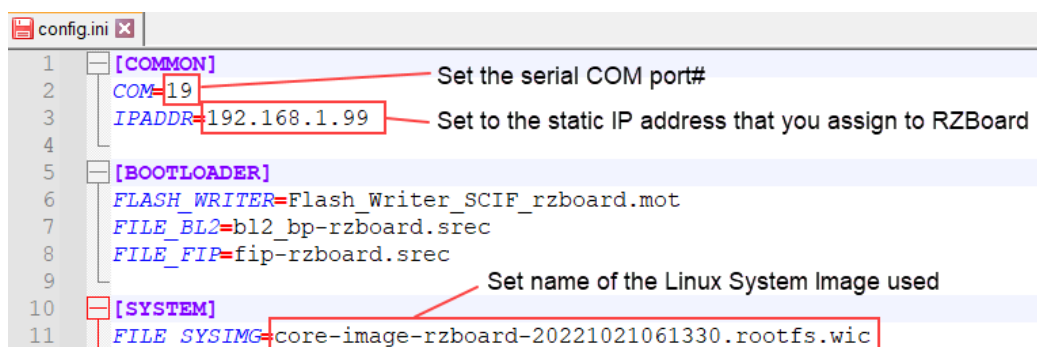 config.ini
1 [COMMON]
2 COM=19 Set the serial COM port#
3 IPADDR=192.168.1.99 Set to the static IP address that you assign to RZBoard
4
5 [BOOTLOADER]
6 FLASH_WRITER=Flash_Writer_SCIF_rzboard.mot
7 FILE_BL2=bl2_bp-rzboard.srec
8 FILE_FIP=fip-rzboard.srec
9 Set name of the Linux System Image used
10 [SYSTEM]
11 FILE_SYSIMG=core-image-rzboard-20221021061330.rootfs.wic